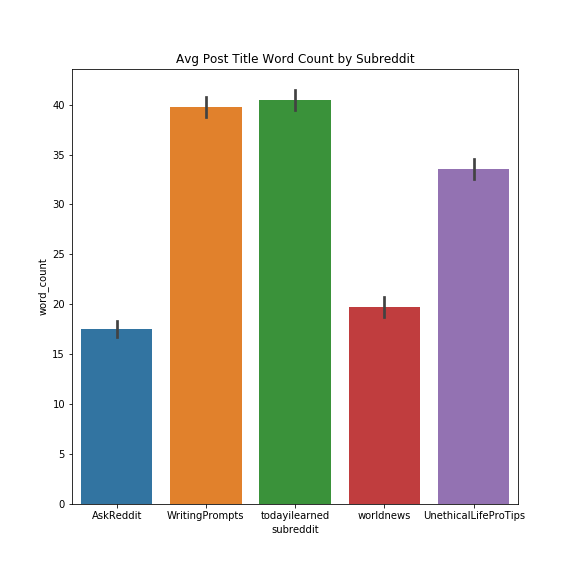 Avg Post Title Word Count by Subreddit
word_count
40
35
30
25
20
15
10
5
0
AskReddit WritingPrompts todayilearned worldnews UnethicalLifeProTips
subreddit